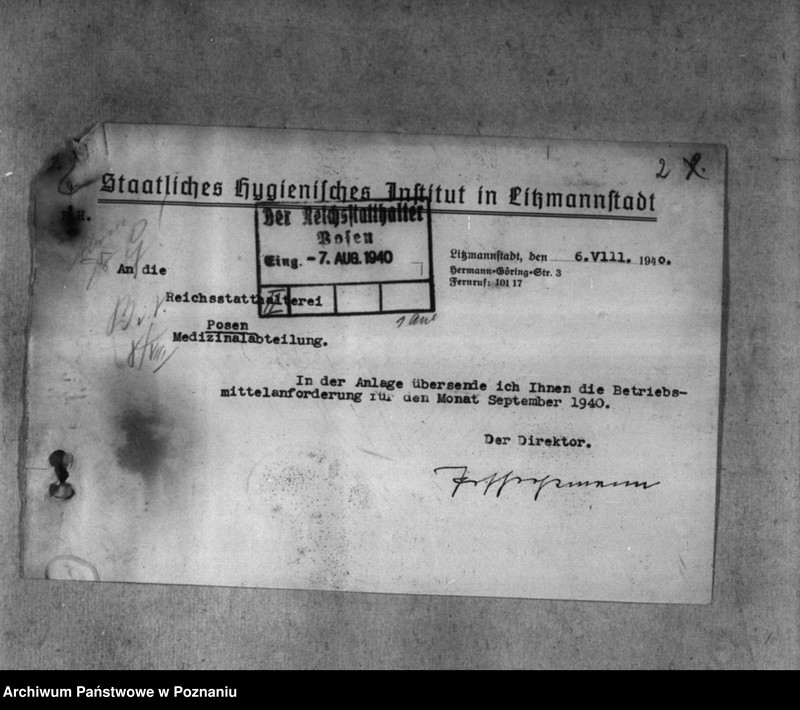 2
Staatliches Hygienisches Institut in Litzmannstadt
Der Reichsstatthalter
Posen
Eing. - 7. AUG. 1940
Litzmannstadt, den 6.VIII. 1940.
Hermann-Göring-Str. 3
Fernruf: 101 17
An die
Reichsstatthalterei
Posen
Medizinalabteilung.
In der Anlage übersende ich Ihnen die Betriebs-
mittelanforderung für den Monat September 1940.
Der Direktor.
Archiwum Państwowe w Poznaniu